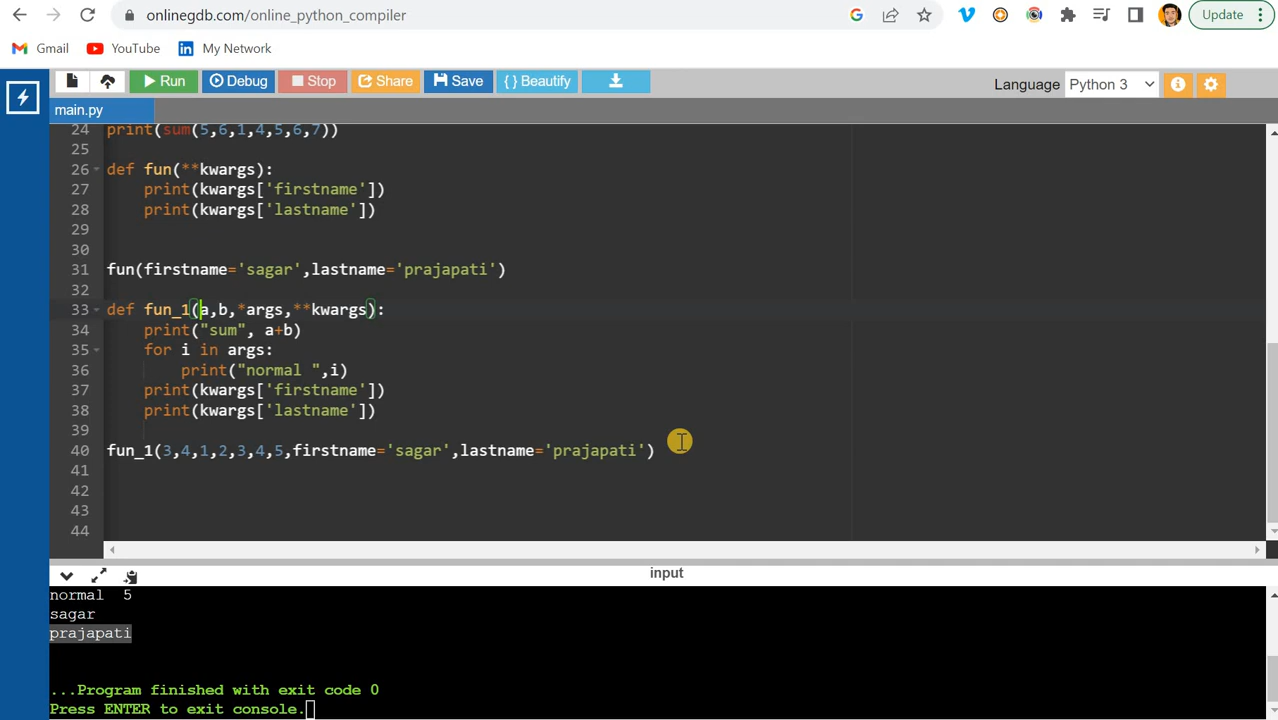 onlinegdb.com/online_python_compiler
Update
Gmail YouTube My Network
Run Debug Stop Share Save { } Beautify Language Python 3
main.py
24 print(sum(5,6,1,4,5,6,7))
25
26 def fun(**kwargs):
27     print(kwargs['firstname'])
28     print(kwargs['lastname'])
29
30
31 fun(firstname='sagar',lastname='prajapati')
32
33 def fun_1(a,b,*args,**kwargs):
34     print("sum", a+b)
35     for i in args:
36         print("normal ",i)
37     print(kwargs['firstname'])
38     print(kwargs['lastname'])
39
40 fun_1(3,4,1,2,3,4,5,firstname='sagar',lastname='prajapati')
41
42
43
44
input
normal  5
sagar
prajapati
...Program finished with exit code 0
Press ENTER to exit console.